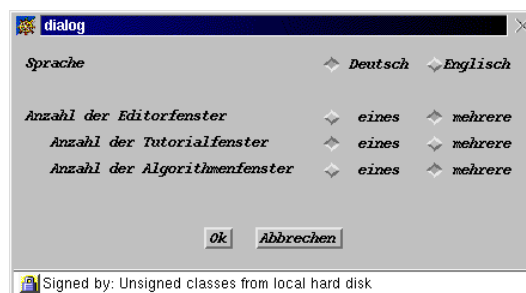 dialog
Sprache Deutsch Englisch
Anzahl der Editorfenster eines mehrere
Anzahl der Tutorialfenster eines mehrere
Anzahl der Algorithmenfenster eines mehrere
Ok Abbrechen
Signed by: Unsigned classes from local hard disk